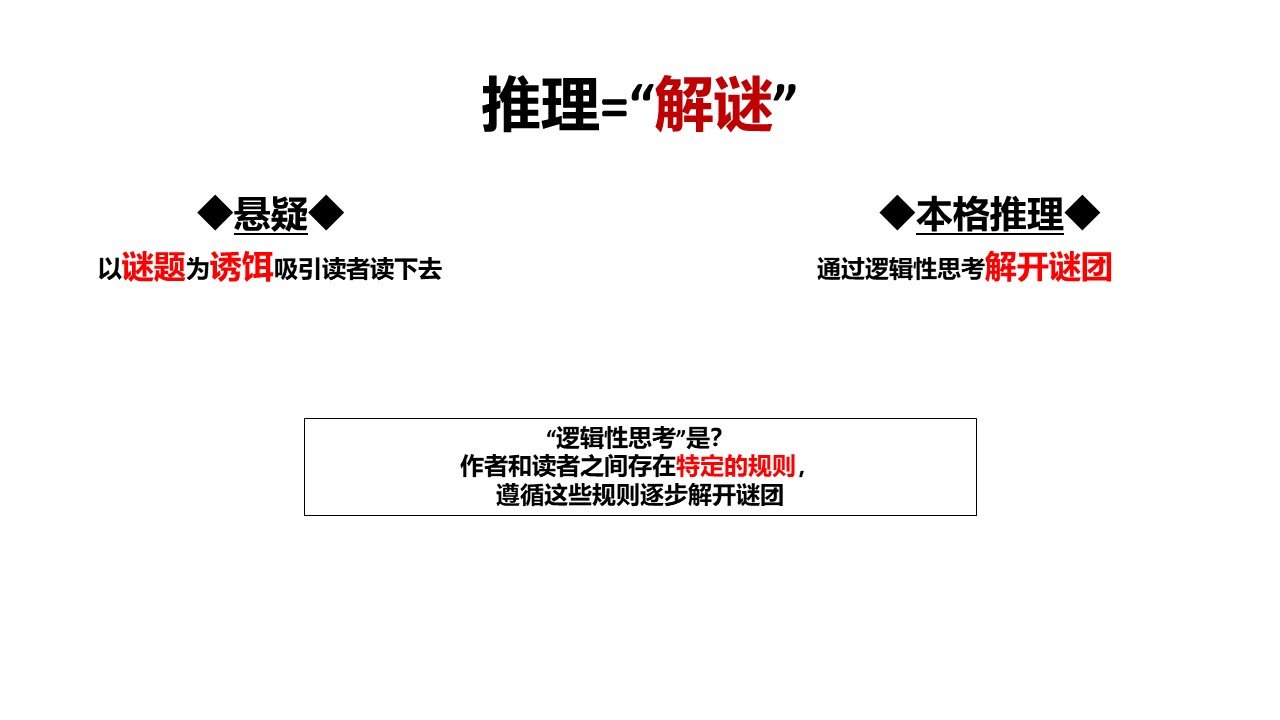 推理=“解谜”
◆悬疑◆
以谜题为诱饵吸引读者读下去
◆本格推理◆
通过逻辑性思考解开谜团
“逻辑性思考”是？
作者和读者之间存在特定的规则，
遵循这些规则逐步解开谜团